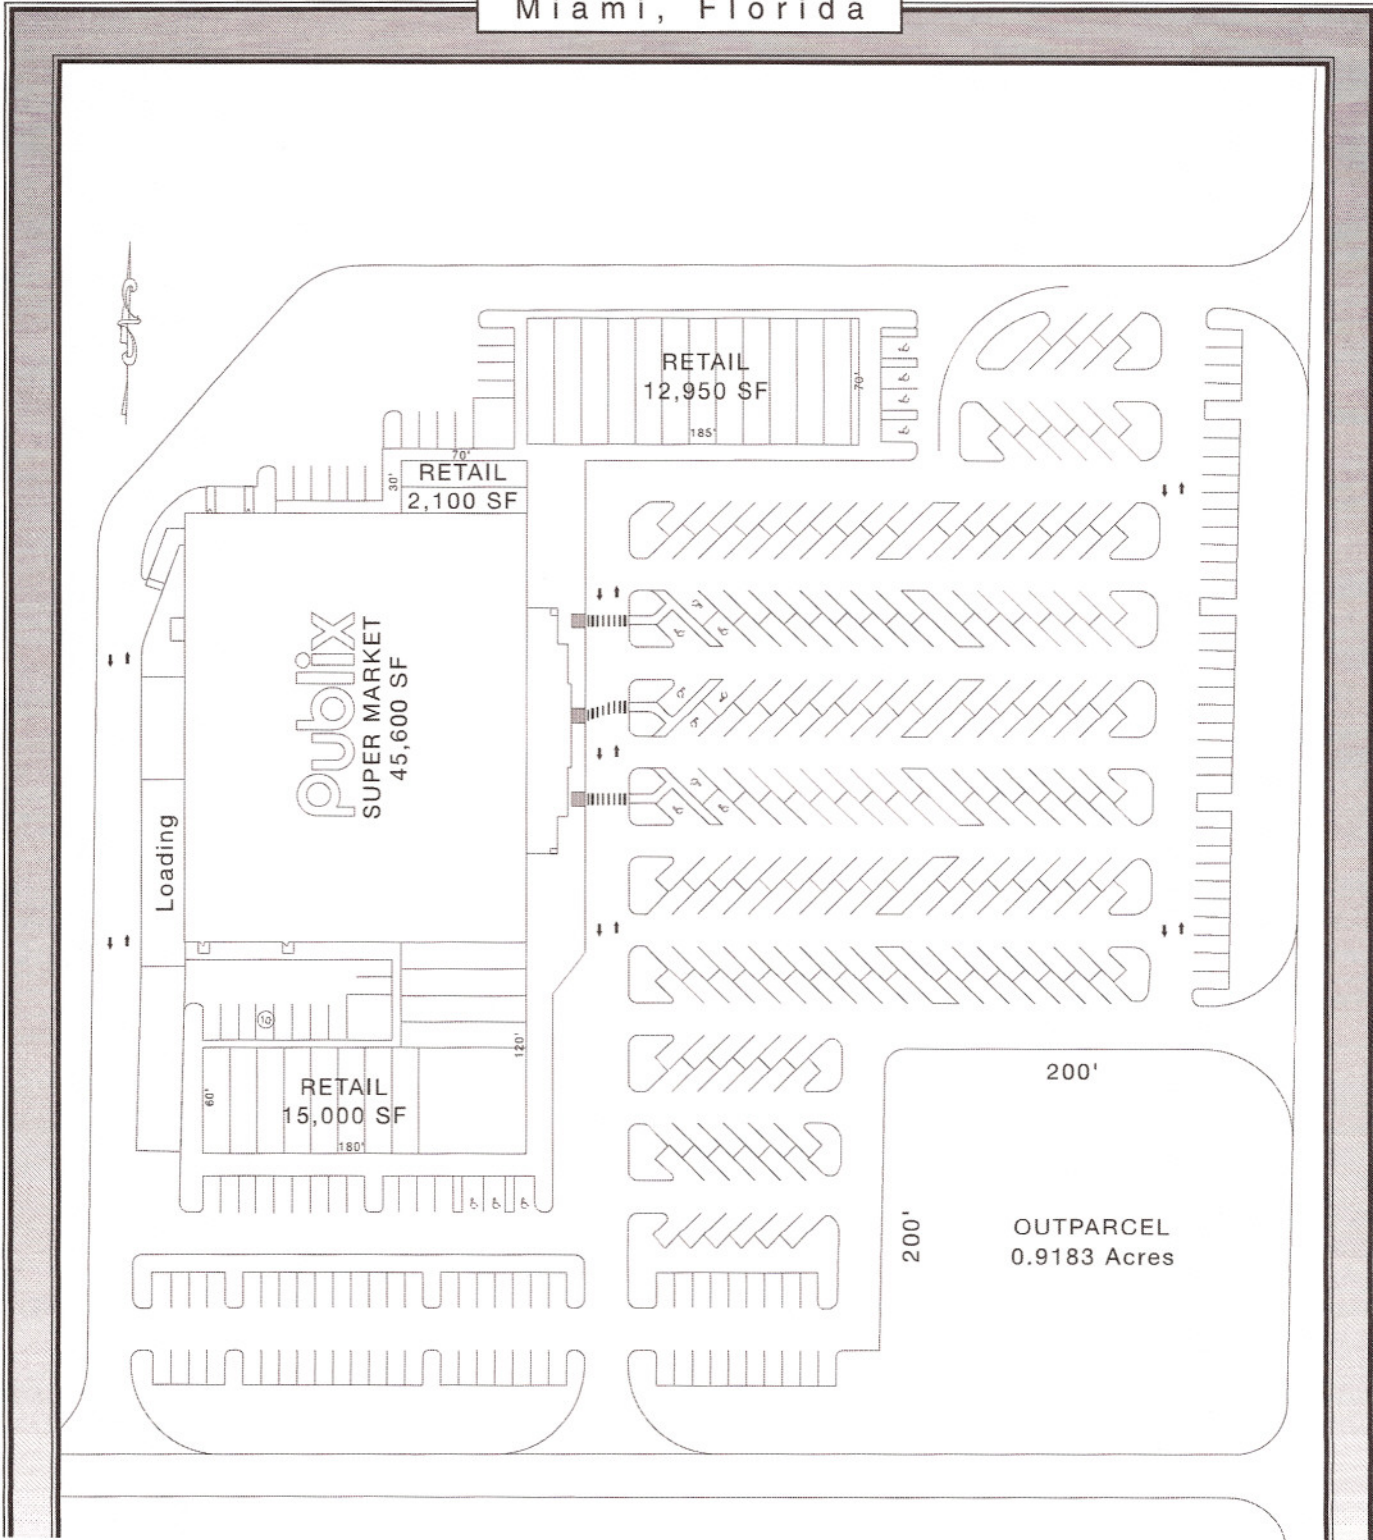 Miami, Florida
RETAIL
12,950 SF
70'
185'
70'
RETAIL
30'
2,100 SF
Publix
SUPER MARKET
45,600 SF
Loading
10
120'
RETAIL
60'
15,000 SF
180'
200'
200'
OUTPARCEL
0.9183 Acres